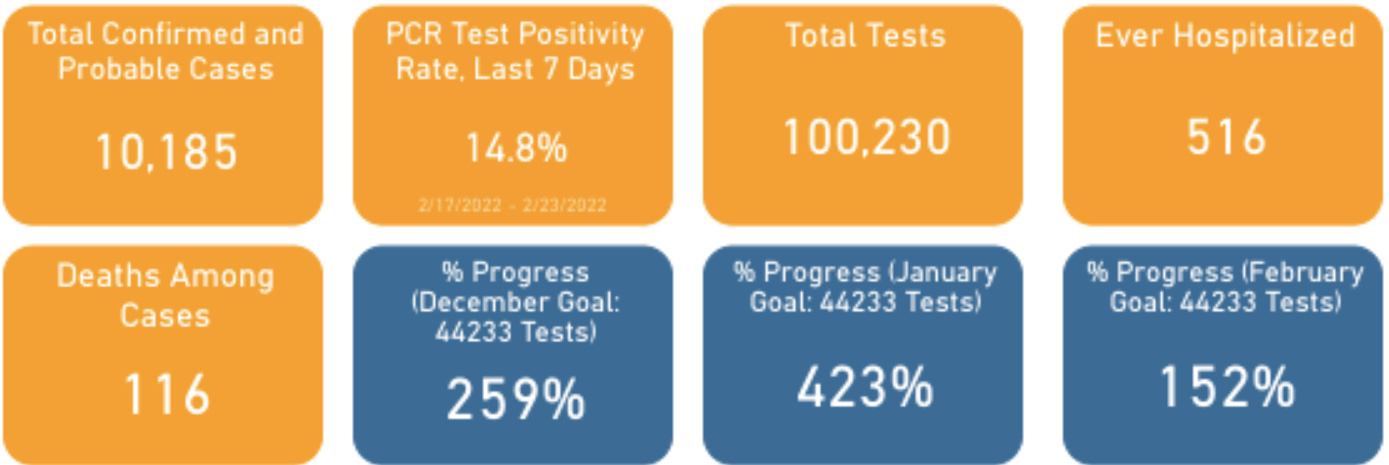 Total Confirmed and
Probable Cases
10,185
PCR Test Positivity
Rate, Last 7 Days
14.8%
2/17/2022 - 2/23/2022
Total Tests
100,230
Ever Hospitalized
516
Deaths Among
Cases
116
% Progress
(December Goal:
44233 Tests)
259%
% Progress (January
Goal: 44233 Tests)
423%
% Progress (February
Goal: 44233 Tests)
152%